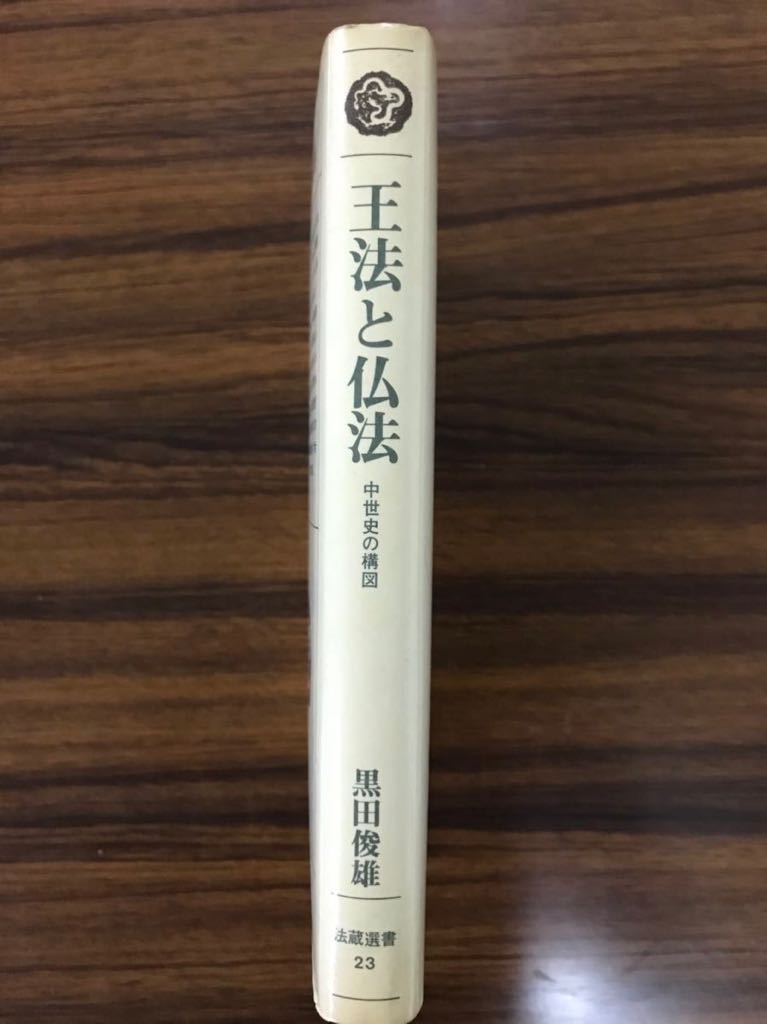 王法と仏法
中世史の構図
黒田俊雄
法蔵選書
23